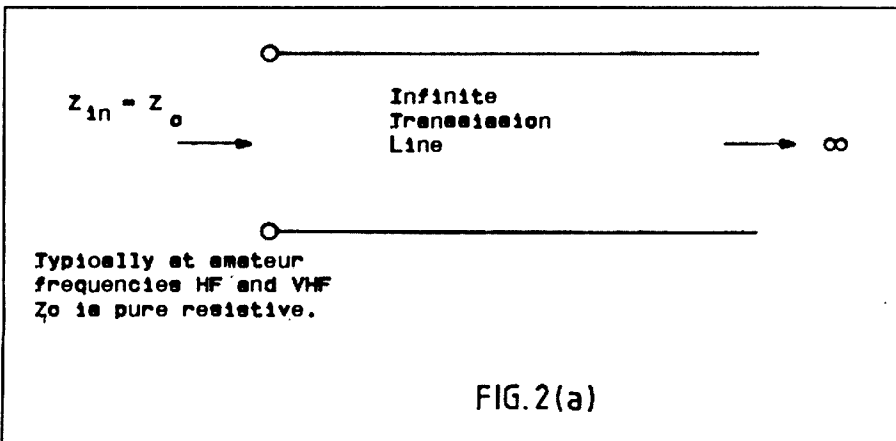 Z in = Z o
Infinite
Transmission
Line
∞
Typically at amateur
frequencies HF and VHF
Zo is pure resistive.
FIG. 2(a)